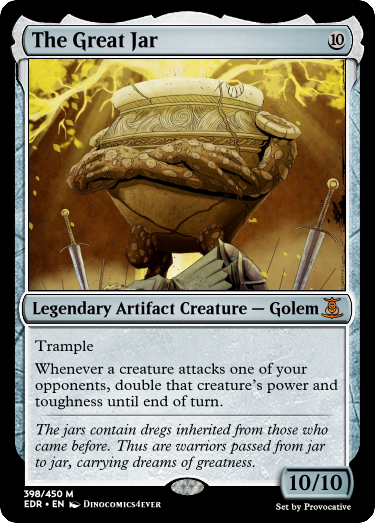 The Great Jar
10
Legendary Artifact Creature — Golem
Trample
Whenever a creature attacks one of your
opponents, double that creature's power and
toughness until end of turn.
The jars contain dregs inherited from those who
came before. Thus are warriors passed from jar
to jar, carrying dreams of greatness.
10/10
398/450 M
EDR • EN Dinocomics4ever
Set by Provocative